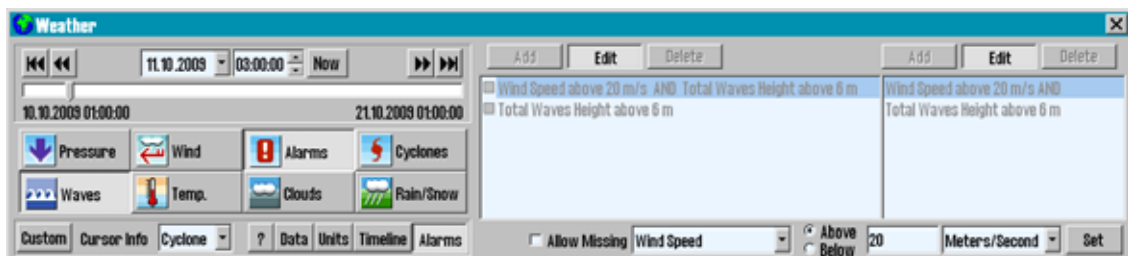 Weather
11.10.2009 03:00:00 Now
10.10.2009 01:00:00 21.10.2009 01:00:00
Pressure Wind Alarms Cyclones
Waves Temp. Clouds Rain/Snow
Custom Cursor Info Cyclone ? Data Units Timeline Alarms
Add Edit Delete
Wind Speed above 20 m/s AND Total Waves Height above 6 m
Total Waves Height above 6 m
Add Edit Delete
Wind Speed above 20 m/s AND
Total Waves Height above 6 m
Allow Missing Wind Speed Above 20 Meters/Second Set
Below